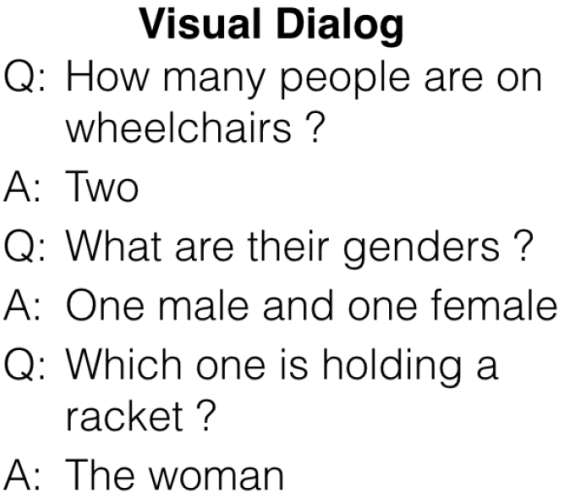 Visual Dialog
Q: How many people are on
wheelchairs ?
A: Two
Q: What are their genders ?
A: One male and one female
Q: Which one is holding a
racket ?
A: The woman